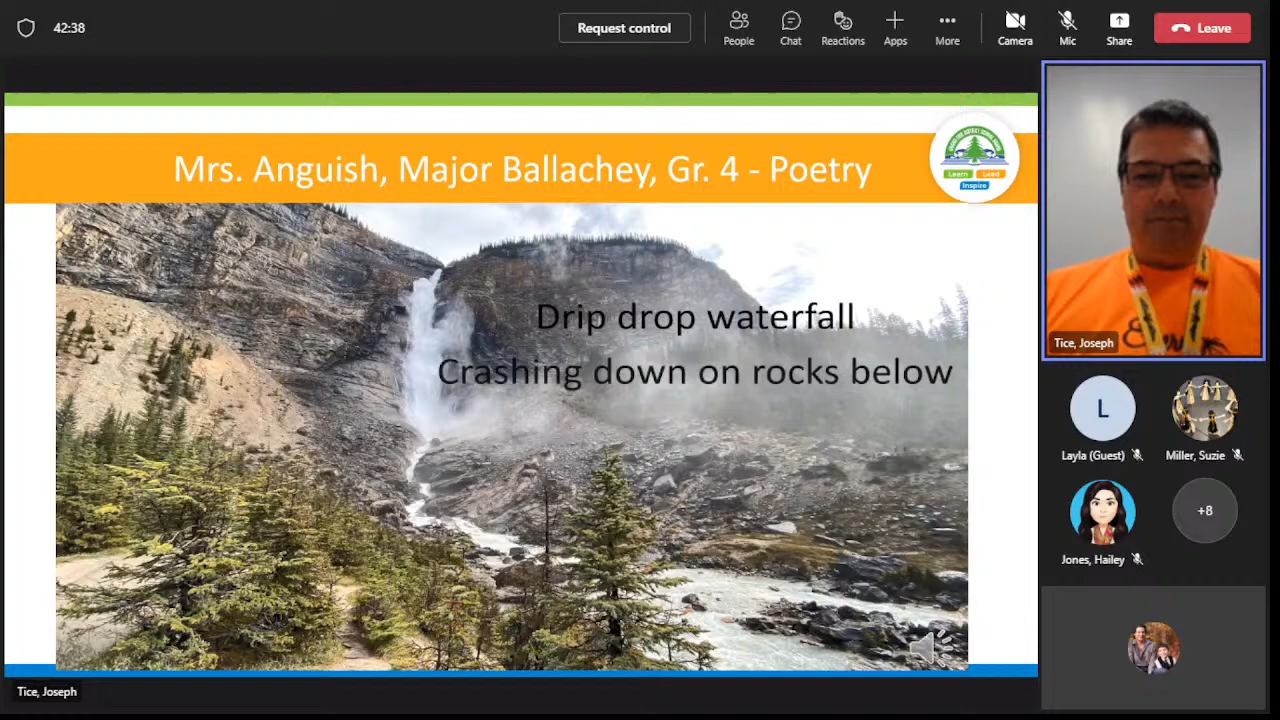 42:38
Request control
People
Chat
Reactions
Apps
More
Camera
Mic
Share
Leave
Mrs. Anguish, Major Ballachey, Gr. 4 - Poetry
Learn
Lead
Inspire
Drip drop waterfall
Crashing down on rocks below
Tice, Joseph
L
Layla (Guest)
Miller, Suzie
Jones, Hailey
+8
Tice, Joseph